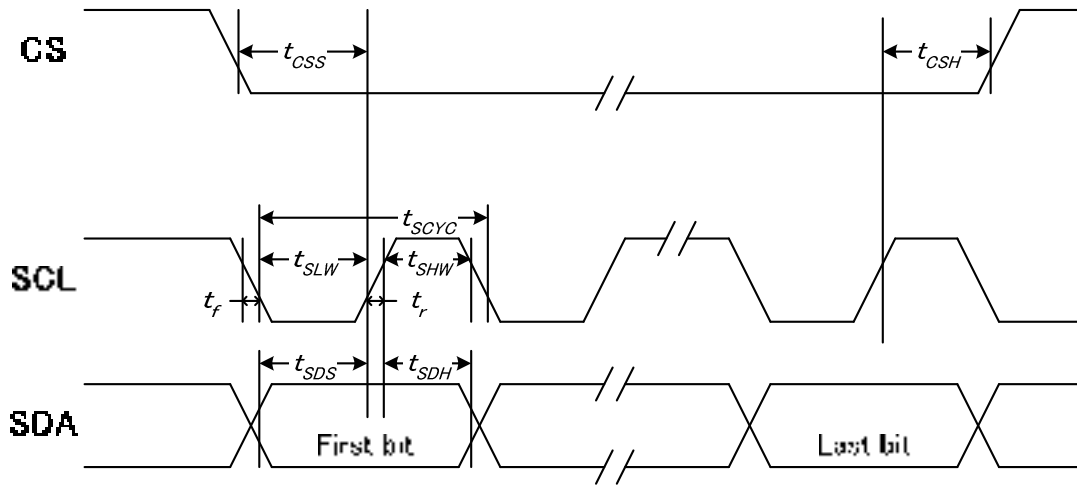 CS
tCSS
tCSH
tSCYC
SCL
tSLW
tSHW
tf
tr
tSDS
tSDH
SDA
First bit
Last bit